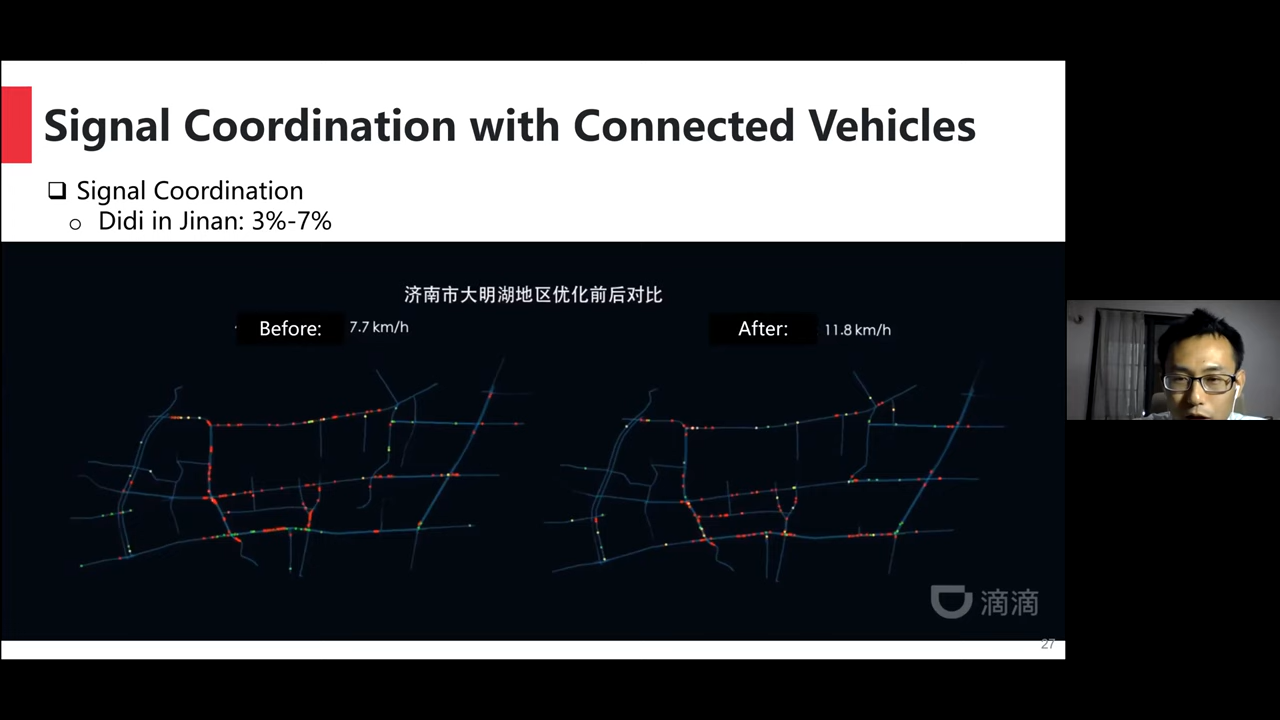 Signal Coordination with Connected Vehicles
❑ Signal Coordination
o Didi in Jinan: 3%-7%
济南市大明湖地区优化前后对比
Before: 7.7 km/h
After: 11.8 km/h
滴滴
27